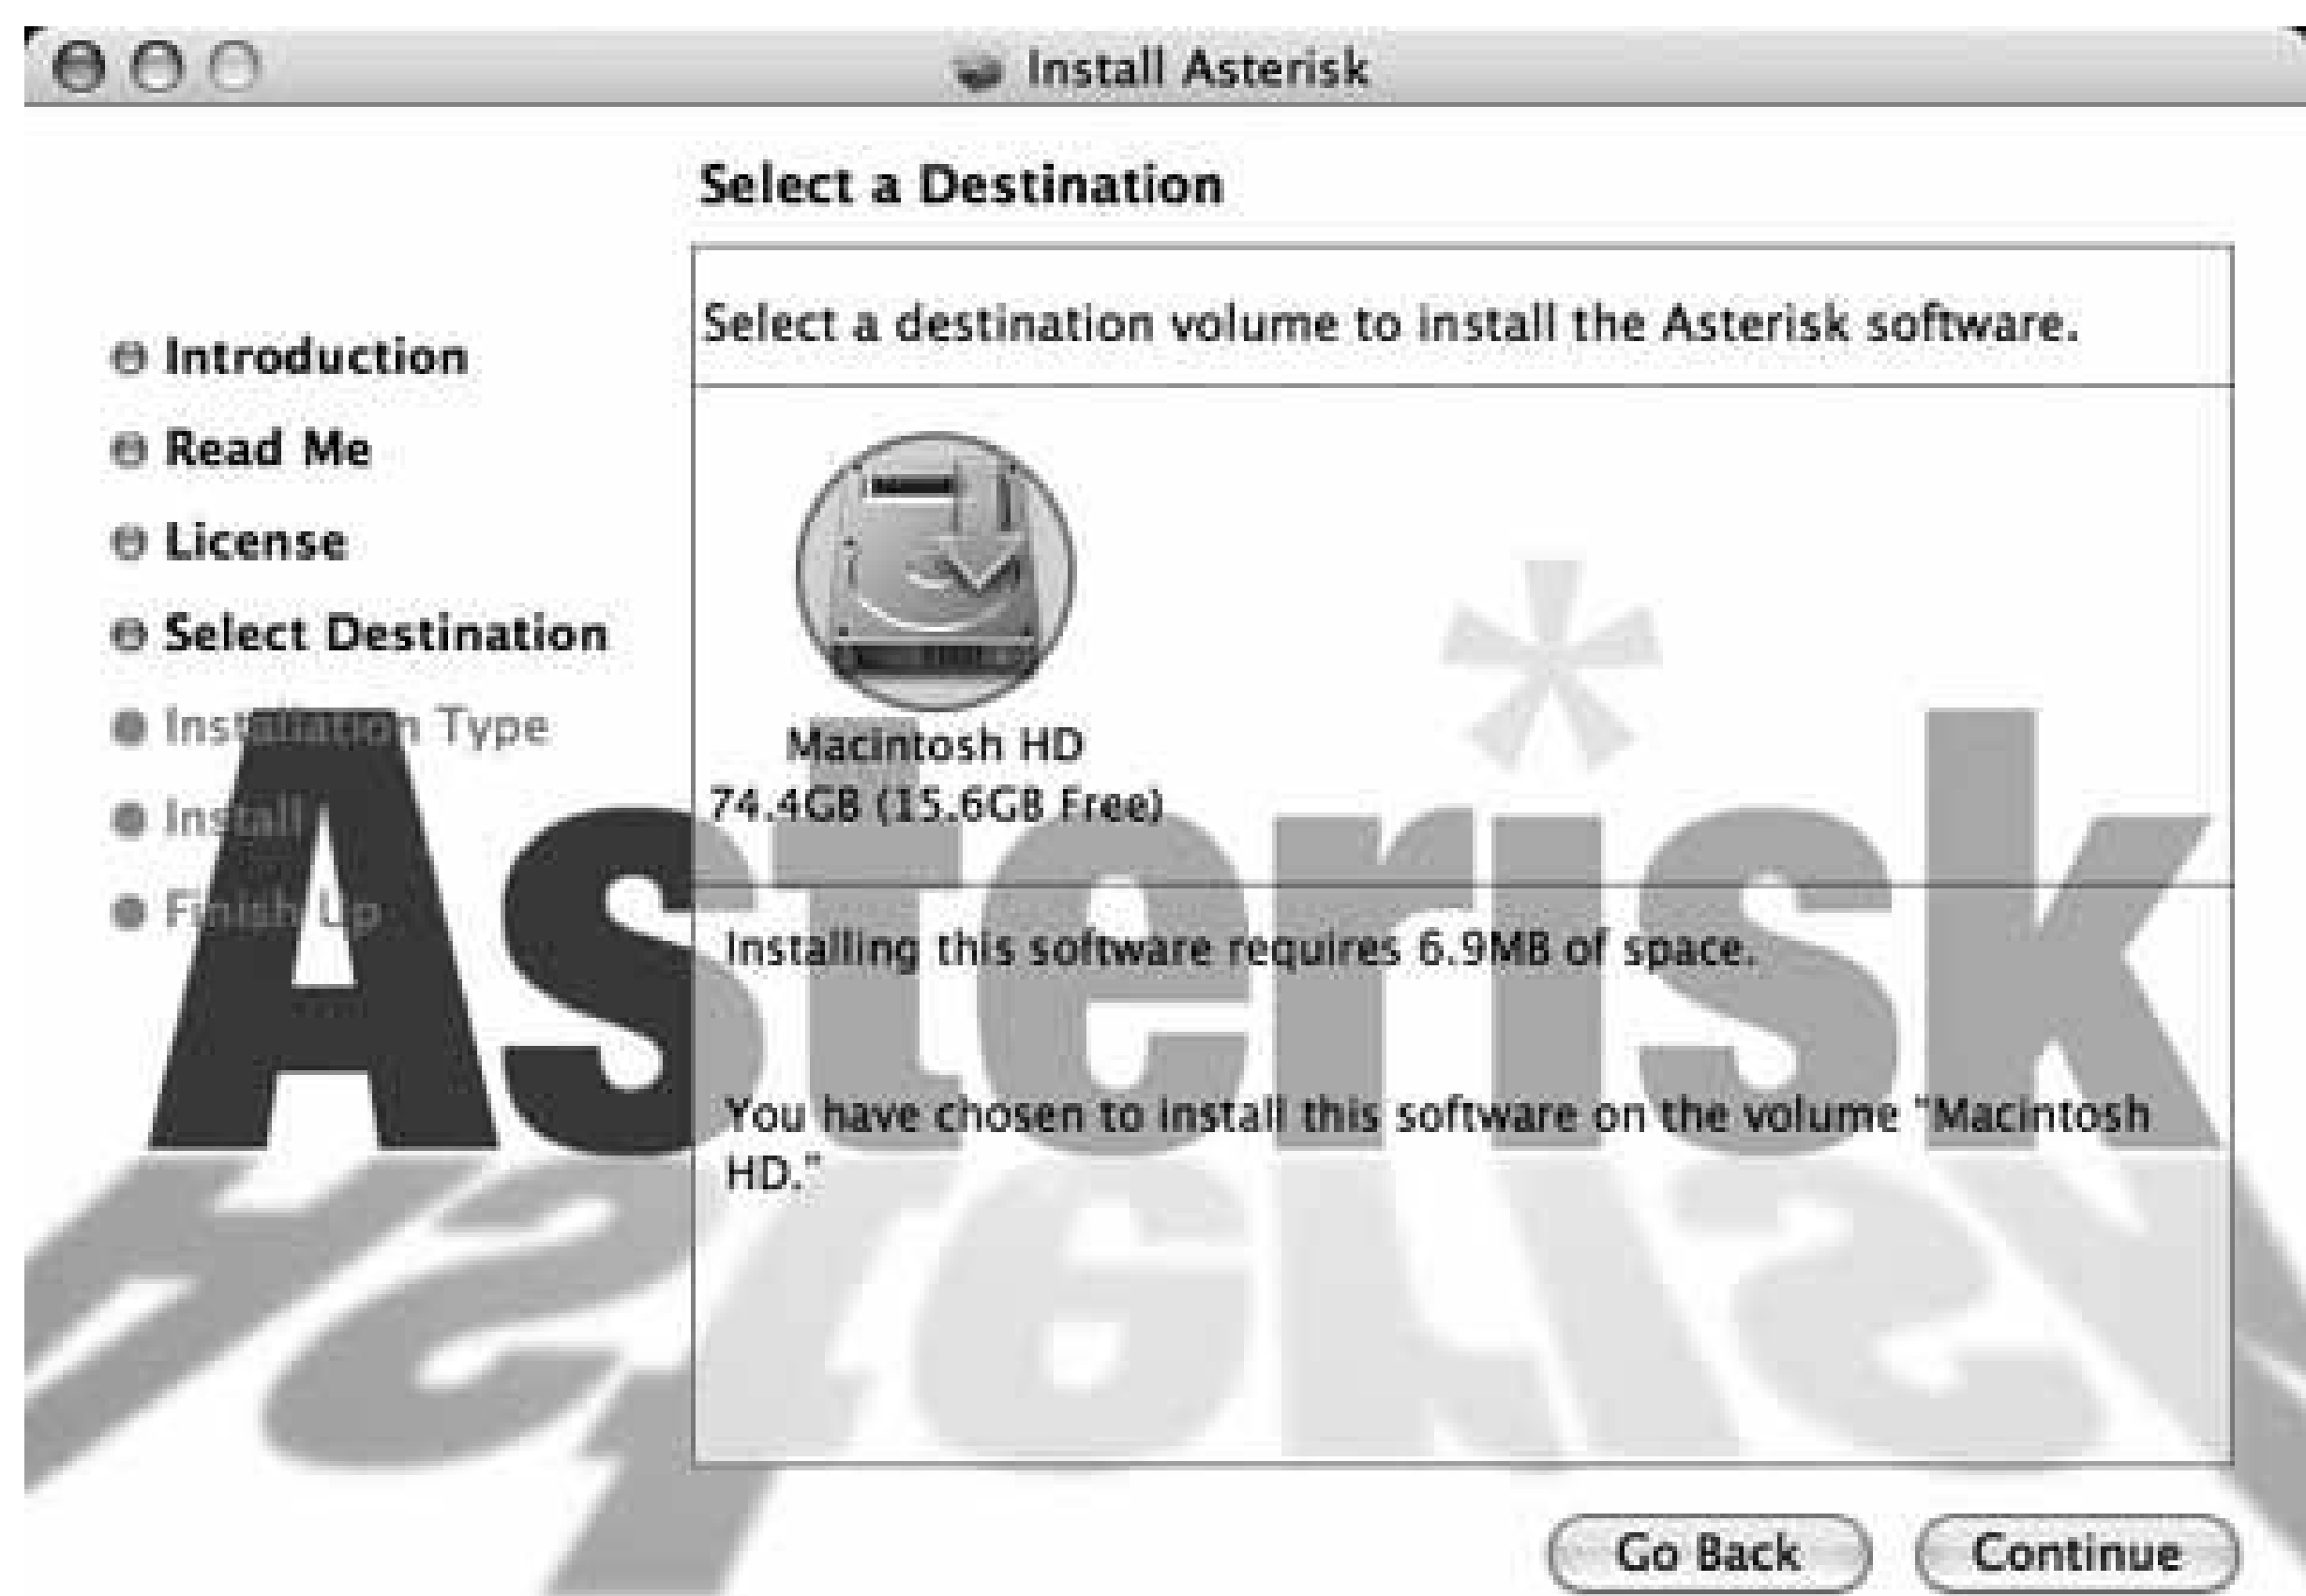 Install Asterisk
Select a Destination
Introduction
Read Me
License
Select Destination
Installation Type
Install
Finish Up
Select a destination volume to install the Asterisk software.
Macintosh HD
74.4GB (15.6GB Free)
Installing this software requires 6.9MB of space.
You have chosen to install this software on the volume "Macintosh
HD."
Asterisk
Go Back
Continue